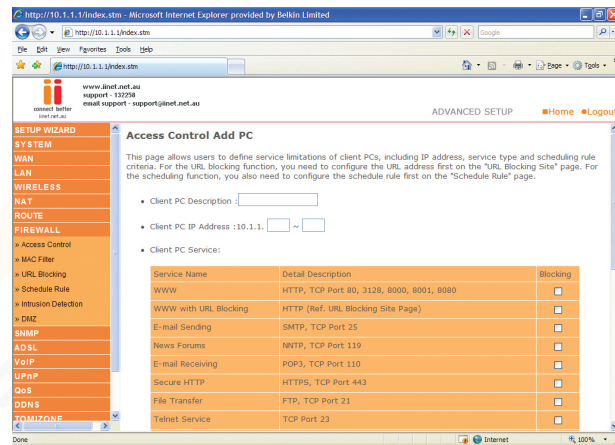 http://10.1.1.1/index.stm - Microsoft Internet Explorer provided by Belkin Limited
http://10.1.1.1/index.stm
Google
File Edit View Favorites Tools Help
http://10.1.1.1/index.stm
Page Tools
connect better
iinet.net.au
www.iinet.net.au
support - 132258
email support - support@iinet.net.au
ADVANCED SETUP
Home
Logout
SETUP WIZARD
SYSTEM
WAN
LAN
WIRELESS
NAT
ROUTE
FIREWALL
» Access Control
» MAC Filter
» URL Blocking
» Schedule Rule
» Intrusion Detection
» DMZ
SNMP
ADSL
VoIP
UPnP
QoS
DDNS
TOMIZONE
Access Control Add PC
This page allows users to define service limitations of client PCs, including IP address, service type and scheduling rule
criteria. For the URL blocking function, you need to configure the URL address first on the "URL Blocking Site" page. For
the scheduling function, you also need to configure the schedule rule first on the "Schedule Rule" page.
• Client PC Description :
• Client PC IP Address :10.1.1. ~
• Client PC Service:
Service Name Detail Description Blocking
WWW HTTP, TCP Port 80, 3128, 8000, 8001, 8080
WWW with URL Blocking HTTP (Ref. URL Blocking Site Page)
E-mail Sending SMTP, TCP Port 25
News Forums NNTP, TCP Port 119
E-mail Receiving POP3, TCP Port 110
Secure HTTP HTTPS, TCP Port 443
File Transfer FTP, TCP Port 21
Telnet Service TCP Port 23
Done
Internet
100%